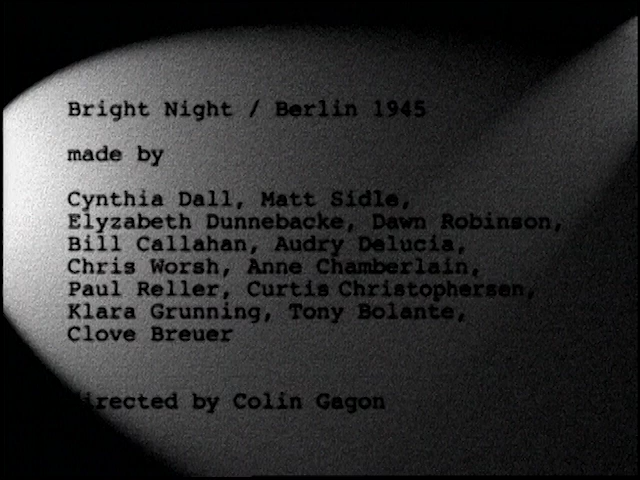 Bright Night / Berlin 1945
made by
Cynthia Dall, Matt Sidle,
Elyzabeth Dunnebacke, Dawn Robinson,
Bill Callahan, Audry Delucia,
Chris Worsh, Anne Chamberlain,
Paul Reller, Curtis Christophersen,
Klara Grunning, Tony Bolante,
Clove Breuer
directed by Colin Gagon